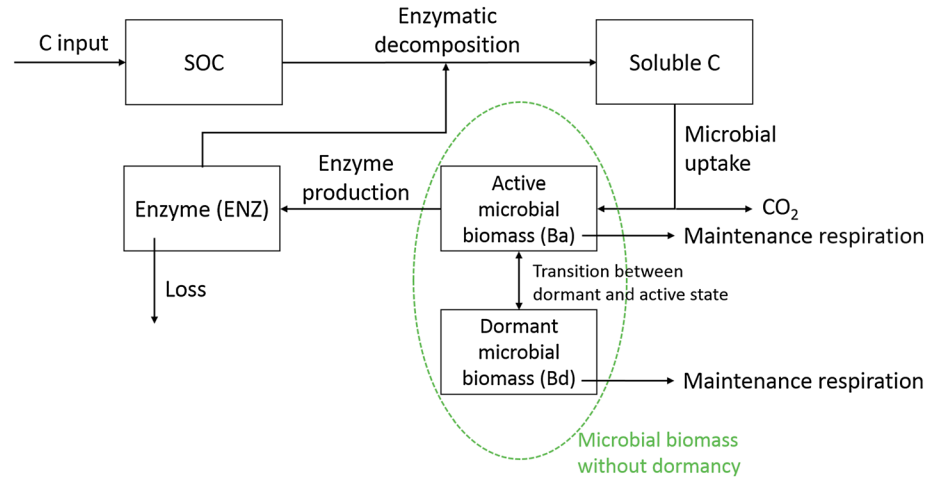 Enzymatic
decomposition
C input
SOC
Soluble C
Microbial
uptake
Enzyme
production
Active
microbial
biomass (Ba)
Enzyme (ENZ)
CO₂
Maintenance respiration
Loss
Transition between
dormant and active state
Dormant
microbial
biomass (Bd)
Maintenance respiration
Microbial biomass
without dormancy